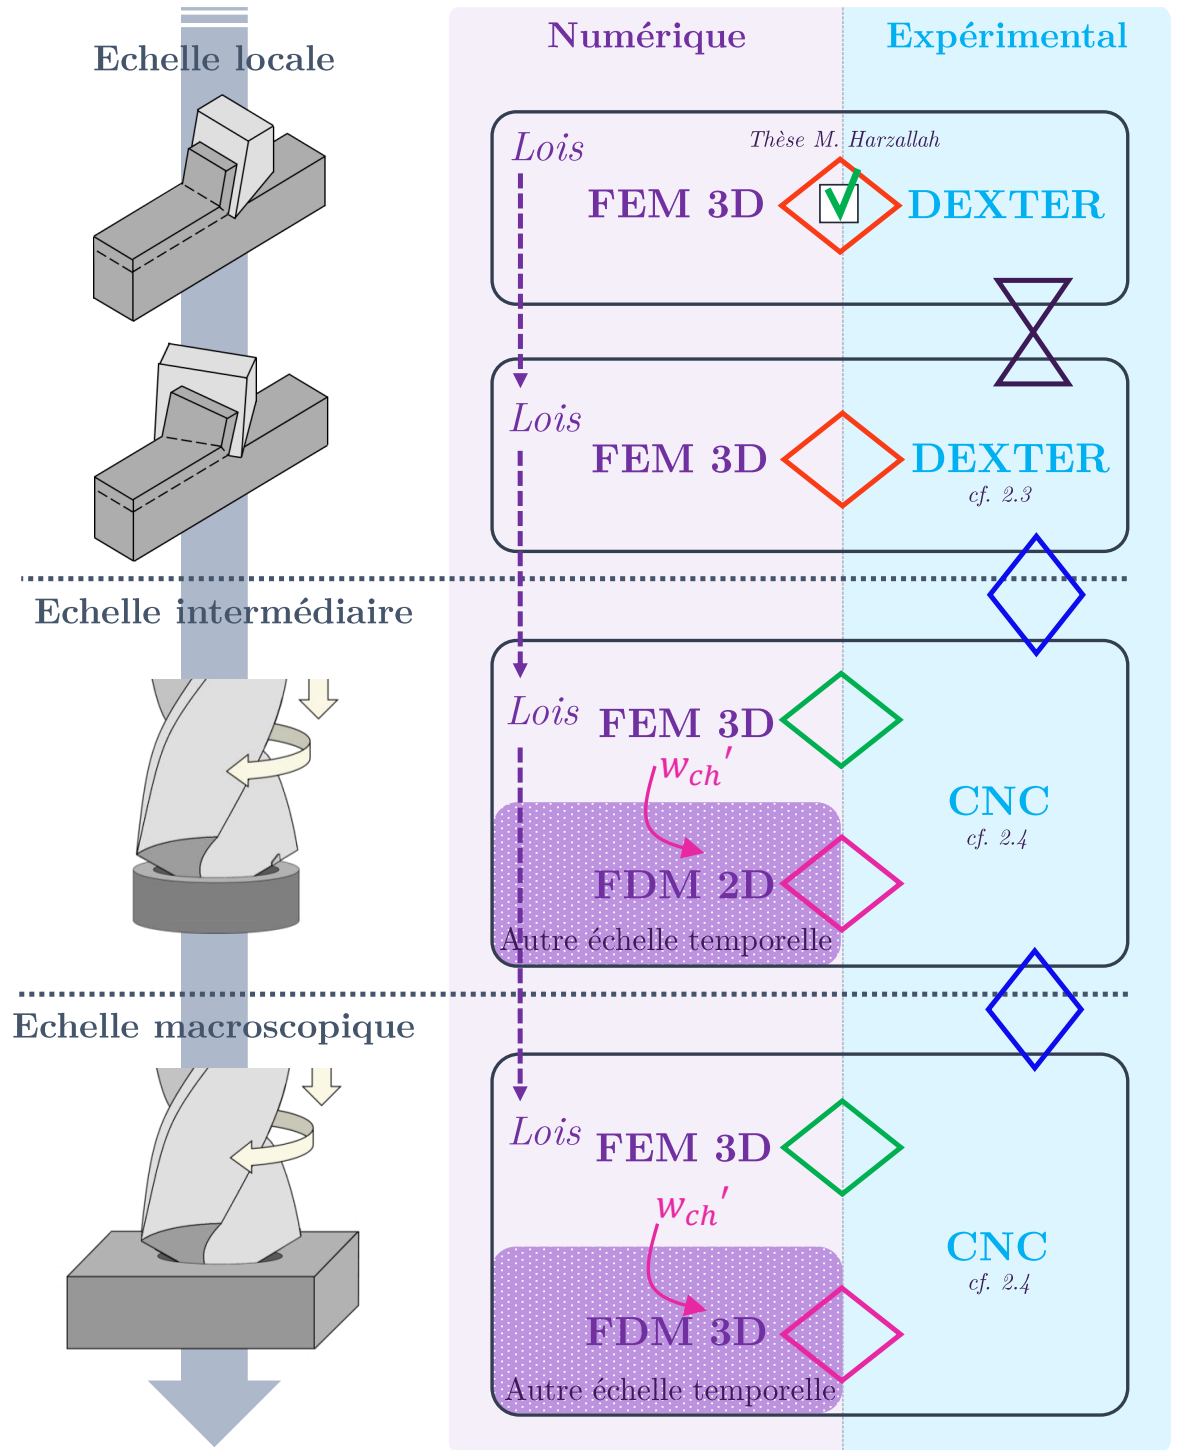 Numérique
Expérimental
Echelle locale
Thèse M. Harzallah
Lois
FEM 3D
DEXTER
Lois
FEM 3D
DEXTER
cf. 2.3
Echelle intermédiaire
Lois
FEM 3D
w_ch'
CNC
cf. 2.4
FDM 2D
Autre échelle temporelle
Echelle macroscopique
Lois
FEM 3D
w_ch'
CNC
cf. 2.4
FDM 3D
Autre échelle temporelle